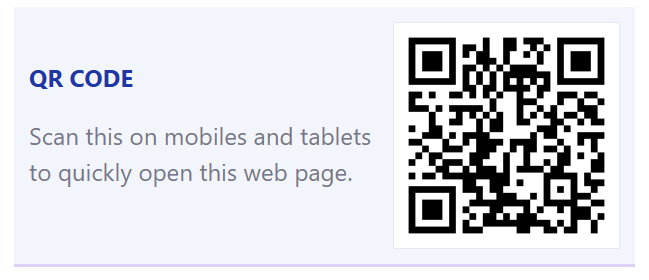 QR CODE
Scan this on mobiles and tablets
to quickly open this web page.